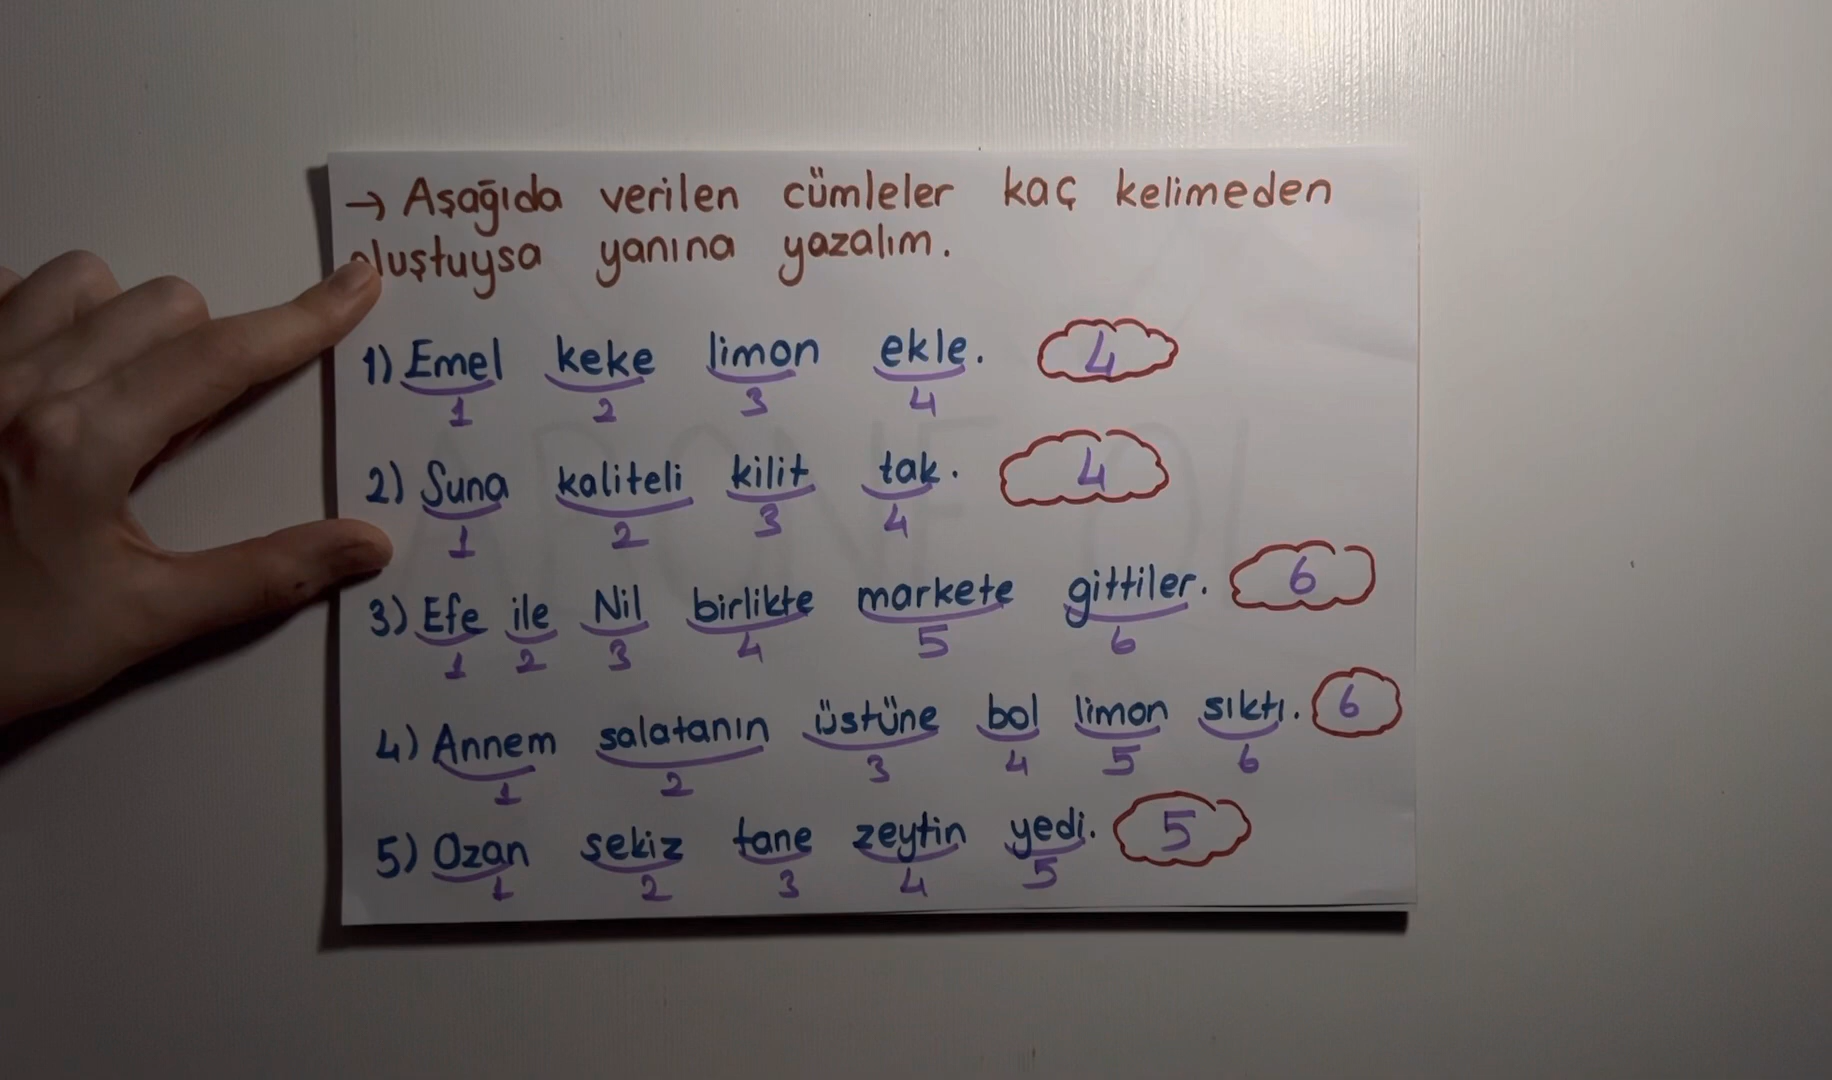 → Aşağıda verilen cümleler kaç kelimeden
oluştuysa yanına yazalım.
1) Emel keke limon ekle. 4
1 2 3 4
2) Suna kaliteli kilit tak. 4
1 2 3 4
3) Efe ile Nil birlikte markete gittiler. 6
1 2 3 4 5 6
4) Annem salatanın üstüne bol limon sıktı. 6
1 2 3 4 5 6
5) Ozan sekiz tane zeytin yedi. 5
1 2 3 4 5
ABONE OL